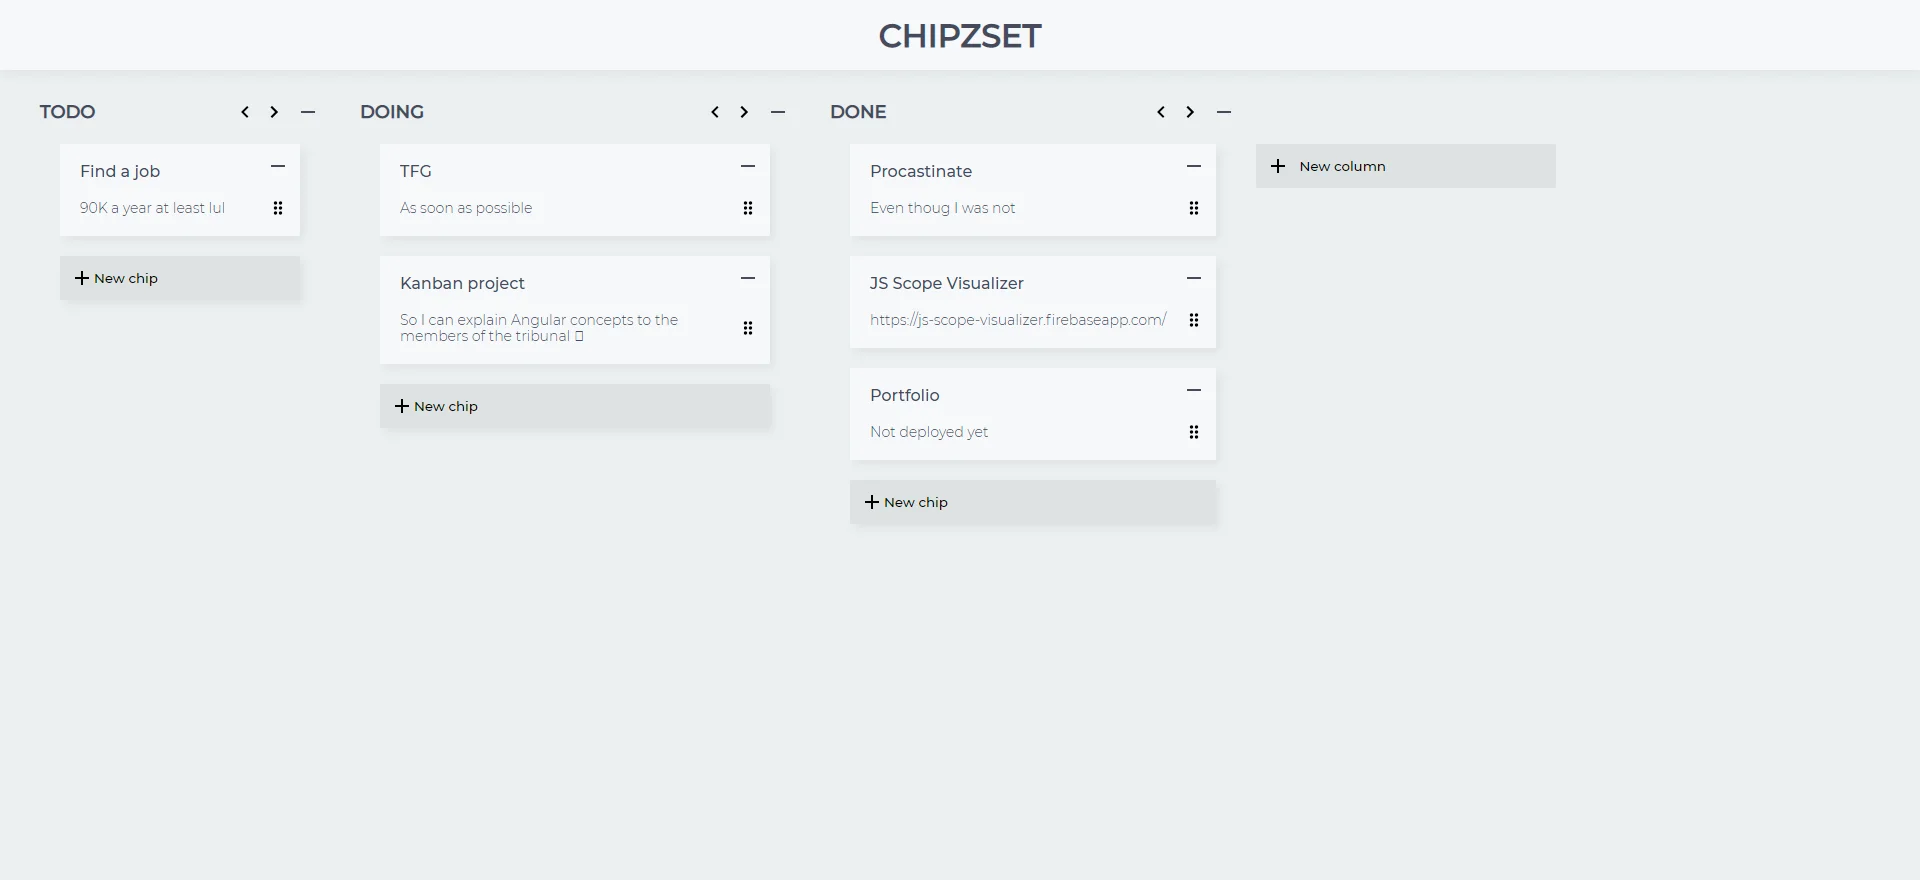 CHIPZSET
TODO
Find a job
90K a year at least lul
New chip
DOING
TFG
As soon as possible
Kanban project
So I can explain Angular concepts to the
members of the tribunal
New chip
DONE
Procastinate
Even thoug I was not
JS Scope Visualizer
https://js-scope-visualizer.firebaseapp.com/
Portfolio
Not deployed yet
New chip
New column